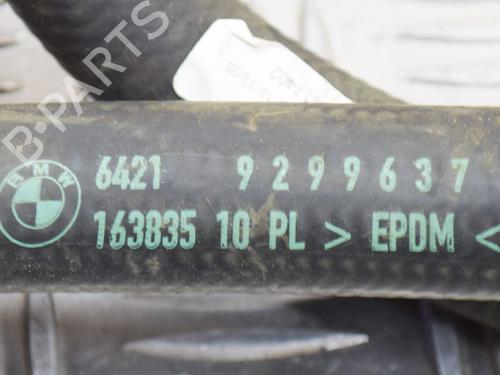 B-PARTS
BMW
6421 9299637
163835 10 PL > EPDM <